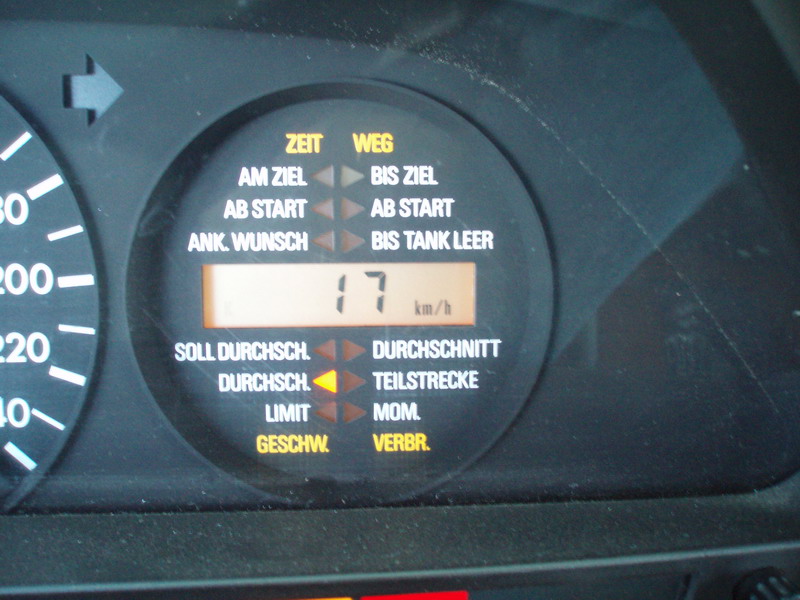 ZEIT WEG
AM ZIEL BIS ZIEL
AB START AB START
ANK. WUNSCH BIS TANK LEER
200
17 km/h
220
SOLL DURCHSCH. DURCHSCHNITT
DURCHSCH. TEILSTRECKE
LIMIT MOM.
GESCHW. VERBR.